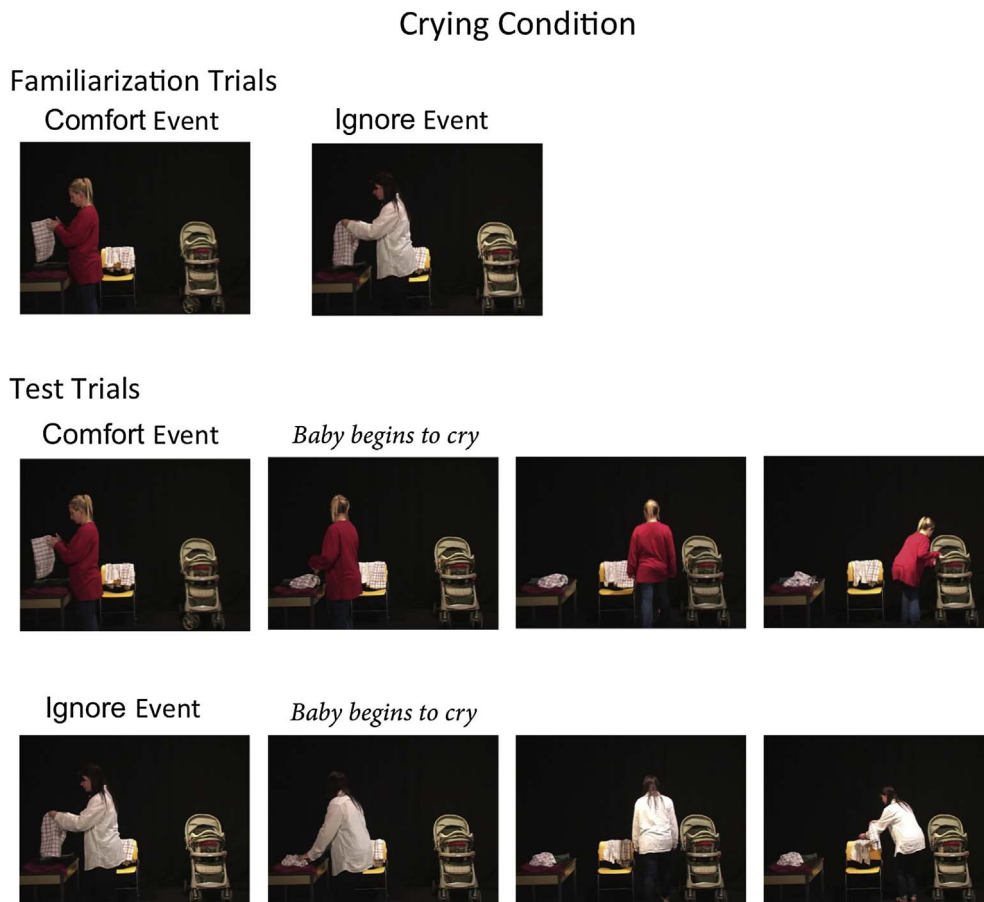 Crying Condition
Familiarization Trials
Comfort Event
Ignore Event
Test Trials
Comfort Event
Baby begins to cry
Ignore Event
Baby begins to cry